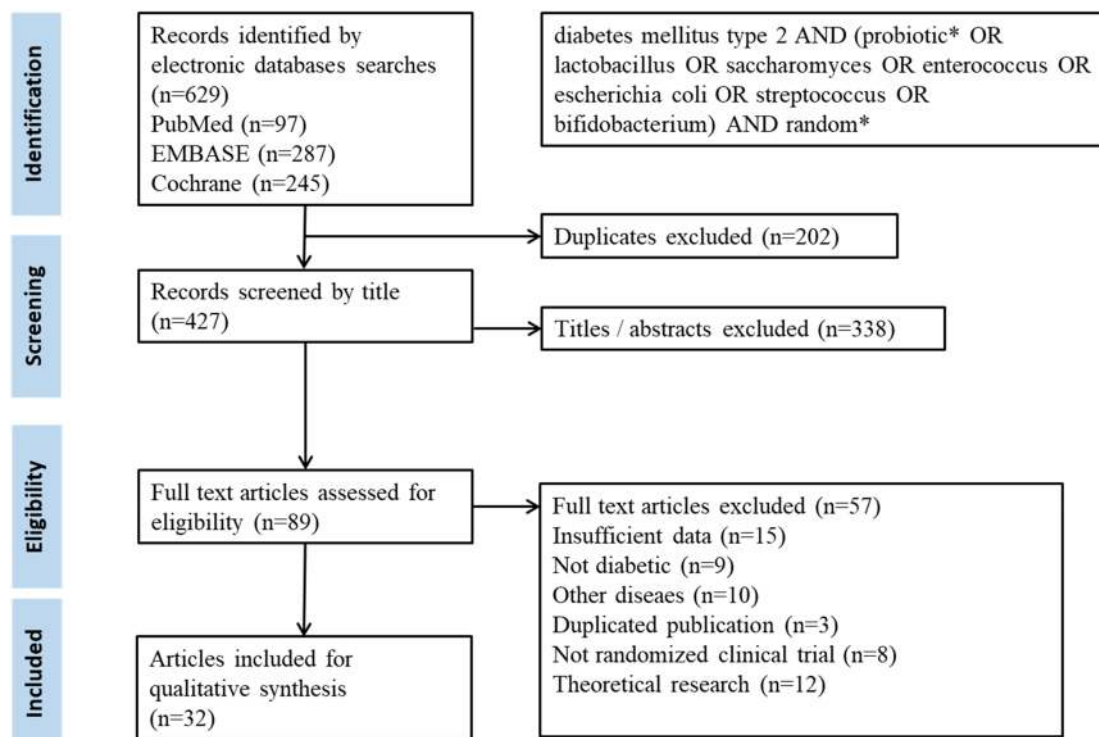 Identification
Records identified by
electronic databases searches
(n=629)
PubMed (n=97)
EMBASE (n=287)
Cochrane (n=245)
diabetes mellitus type 2 AND (probiotic* OR
lactobacillus OR saccharomyces OR enterococcus OR
escherichia coli OR streptococcus OR
bifidobacterium) AND random*
Duplicates excluded (n=202)
Screening
Records screened by title
(n=427)
Titles / abstracts excluded (n=338)
Eligibility
Full text articles assessed for
eligibility (n=89)
Full text articles excluded (n=57)
Insufficient data (n=15)
Not diabetic (n=9)
Other diseaes (n=10)
Duplicated publication (n=3)
Not randomized clinical trial (n=8)
Theoretical research (n=12)
Included
Articles included for
qualitative synthesis
(n=32)